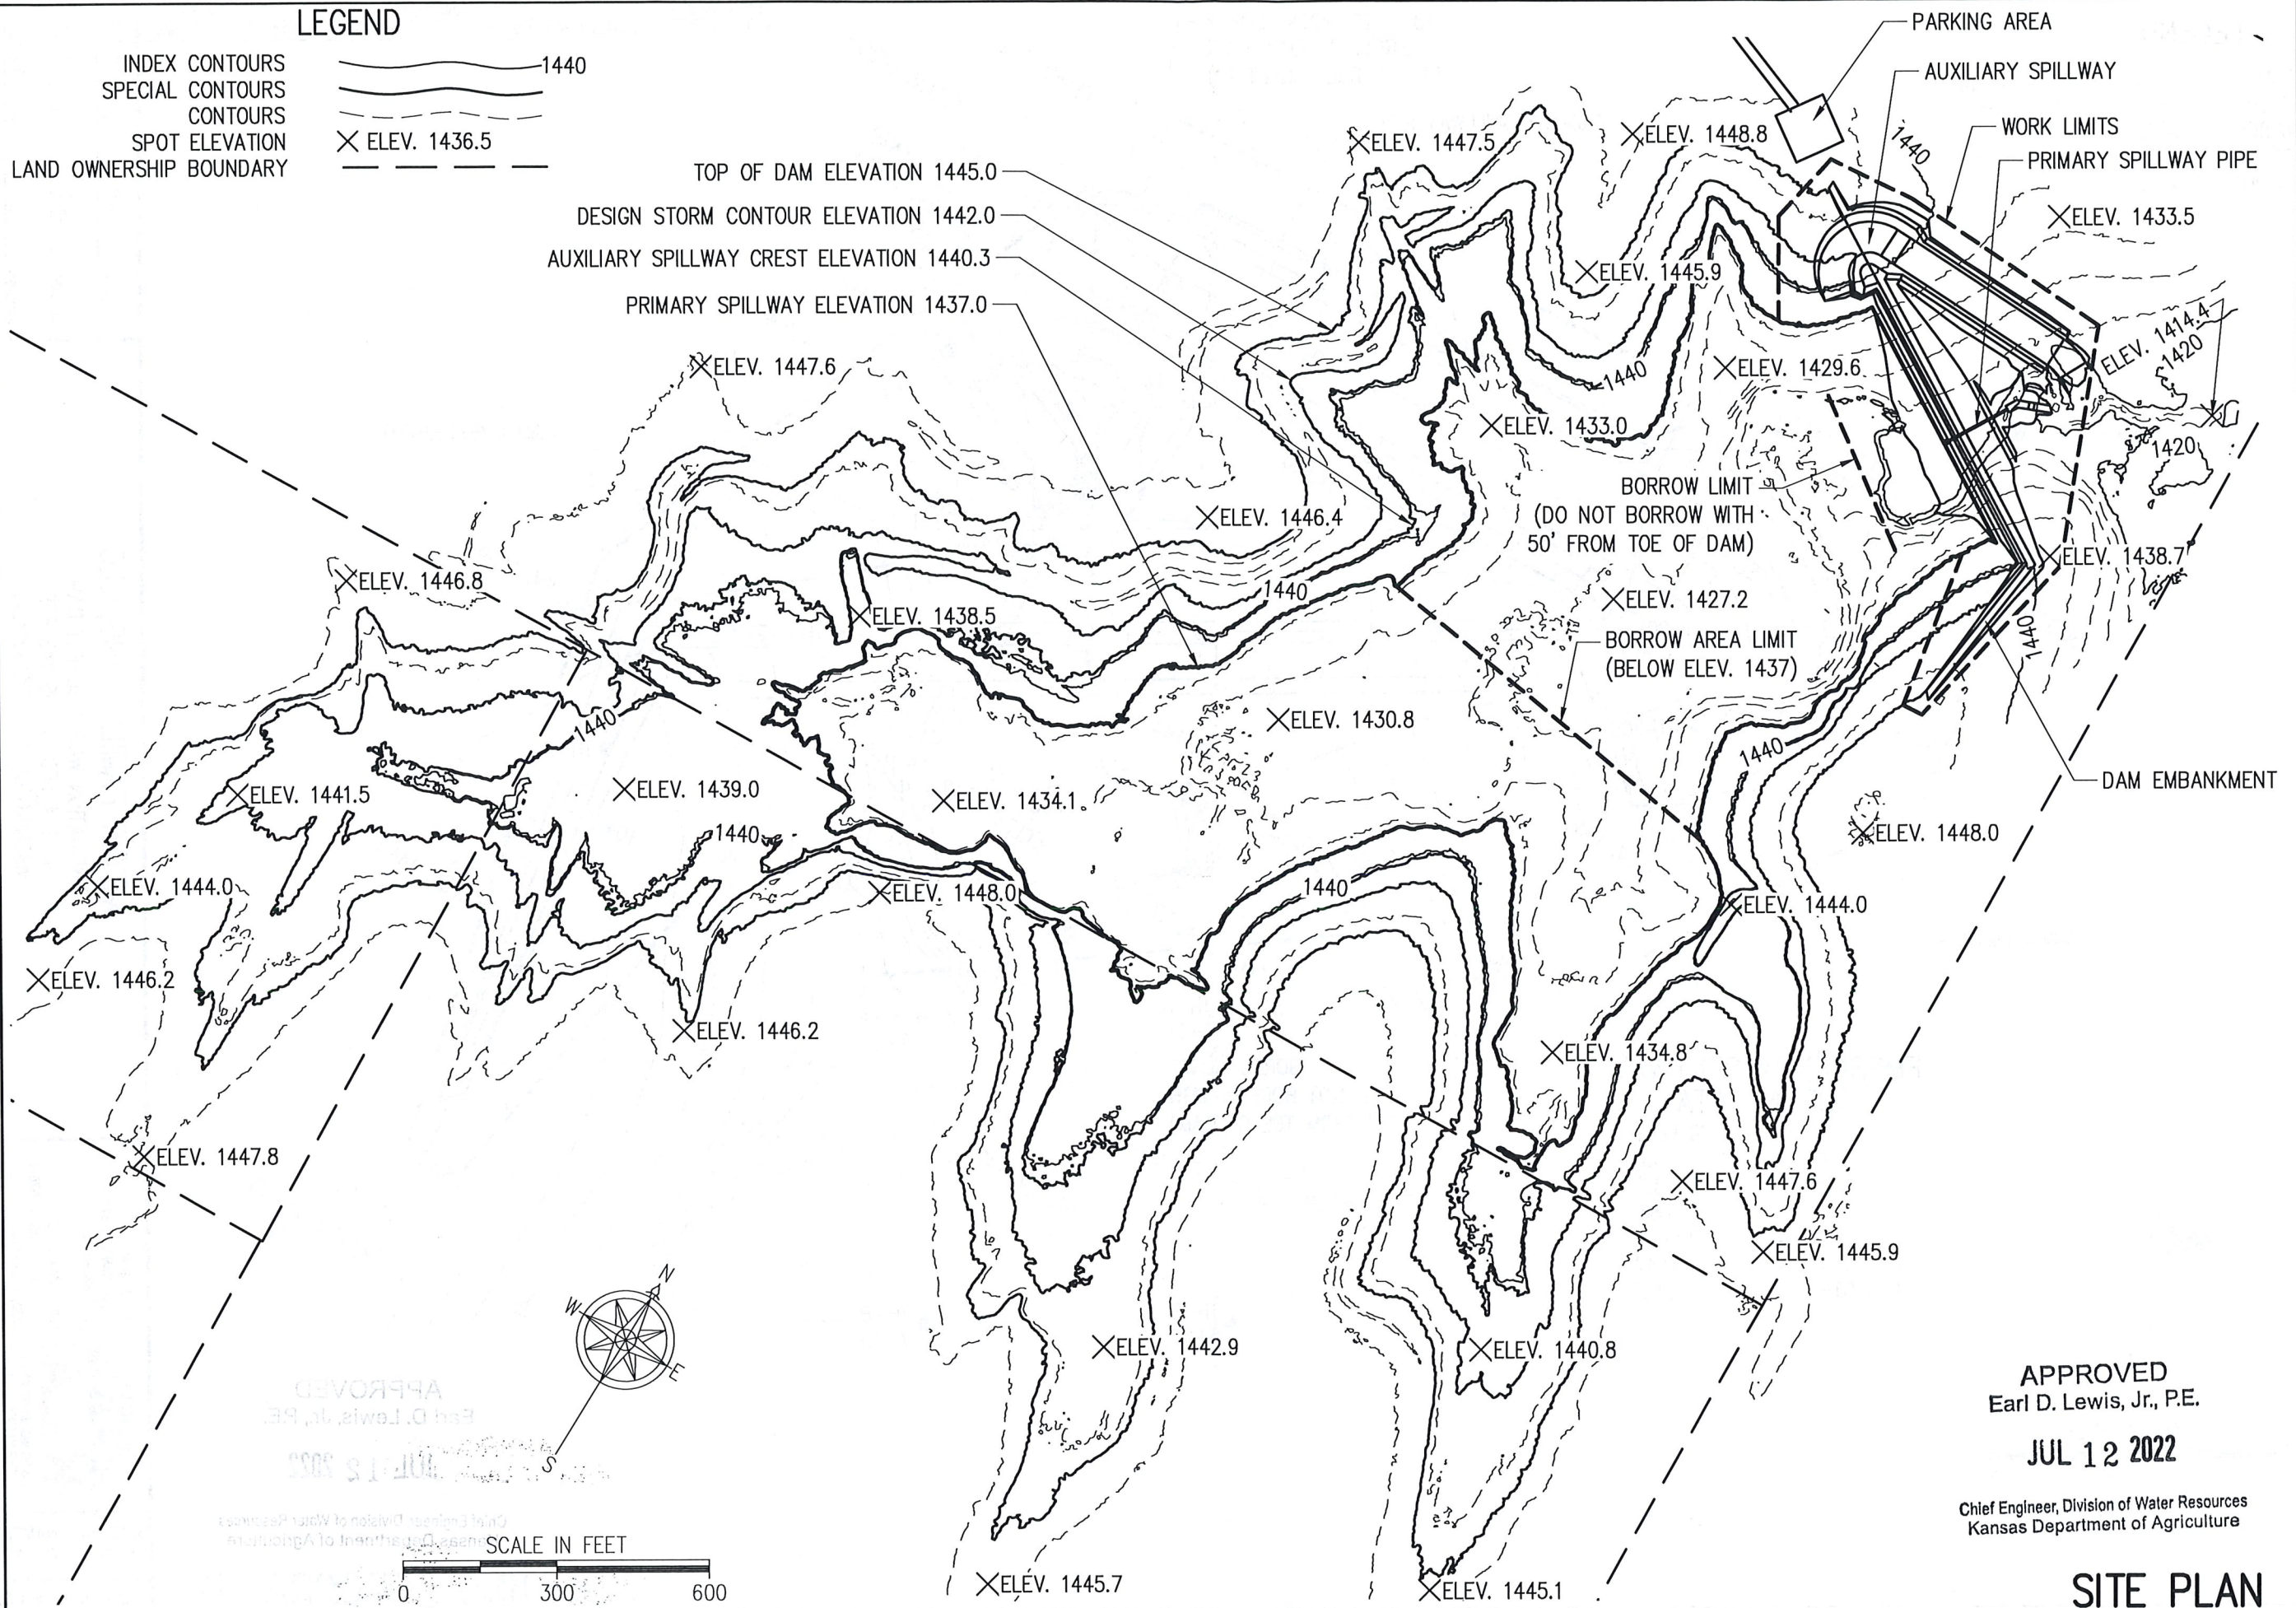 LEGEND
INDEX CONTOURS
1440
SPECIAL CONTOURS
CONTOURS
SPOT ELEVATION
ELEV. 1436.5
LAND OWNERSHIP BOUNDARY
PARKING AREA
AUXILIARY SPILLWAY
WORK LIMITS
PRIMARY SPILLWAY PIPE
TOP OF DAM ELEVATION 1445.0
DESIGN STORM CONTOUR ELEVATION 1442.0
AUXILIARY SPILLWAY CREST ELEVATION 1440.3
PRIMARY SPILLWAY ELEVATION 1437.0
ELEV. 1447.5
ELEV. 1448.8
1440
ELEV. 1433.5
ELEV. 1445.9
ELEV. 1414.4
1420
ELEV. 1447.6
1440
ELEV. 1429.6
ELEV. 1433.0
1420
BORROW LIMIT
(DO NOT BORROW WITH
50' FROM TOE OF DAM)
ELEV. 1446.4
ELEV. 1438.7
ELEV. 1446.8
1440
ELEV. 1427.2
ELEV. 1438.5
BORROW AREA LIMIT
(BELOW ELEV. 1437)
1440
ELEV. 1430.8
1440
1440
DAM EMBANKMENT
ELEV. 1441.5
ELEV. 1439.0
ELEV. 1434.1
1440
ELEV. 1448.0
ELEV. 1444.0
ELEV. 1448.0
1440
ELEV. 1444.0
ELEV. 1446.2
ELEV. 1446.2
ELEV. 1434.8
ELEV. 1447.8
ELEV. 1447.6
ELEV. 1445.9
N
W
E
S
ELEV. 1442.9
ELEV. 1440.8
APPROVED
Earl D. Lewis, Jr., P.E.
JUL 12 2022
Chief Engineer, Division of Water Resources
Kansas Department of Agriculture
SCALE IN FEET
0 300 600
ELEV. 1445.7
ELEV. 1445.1
SITE PLAN